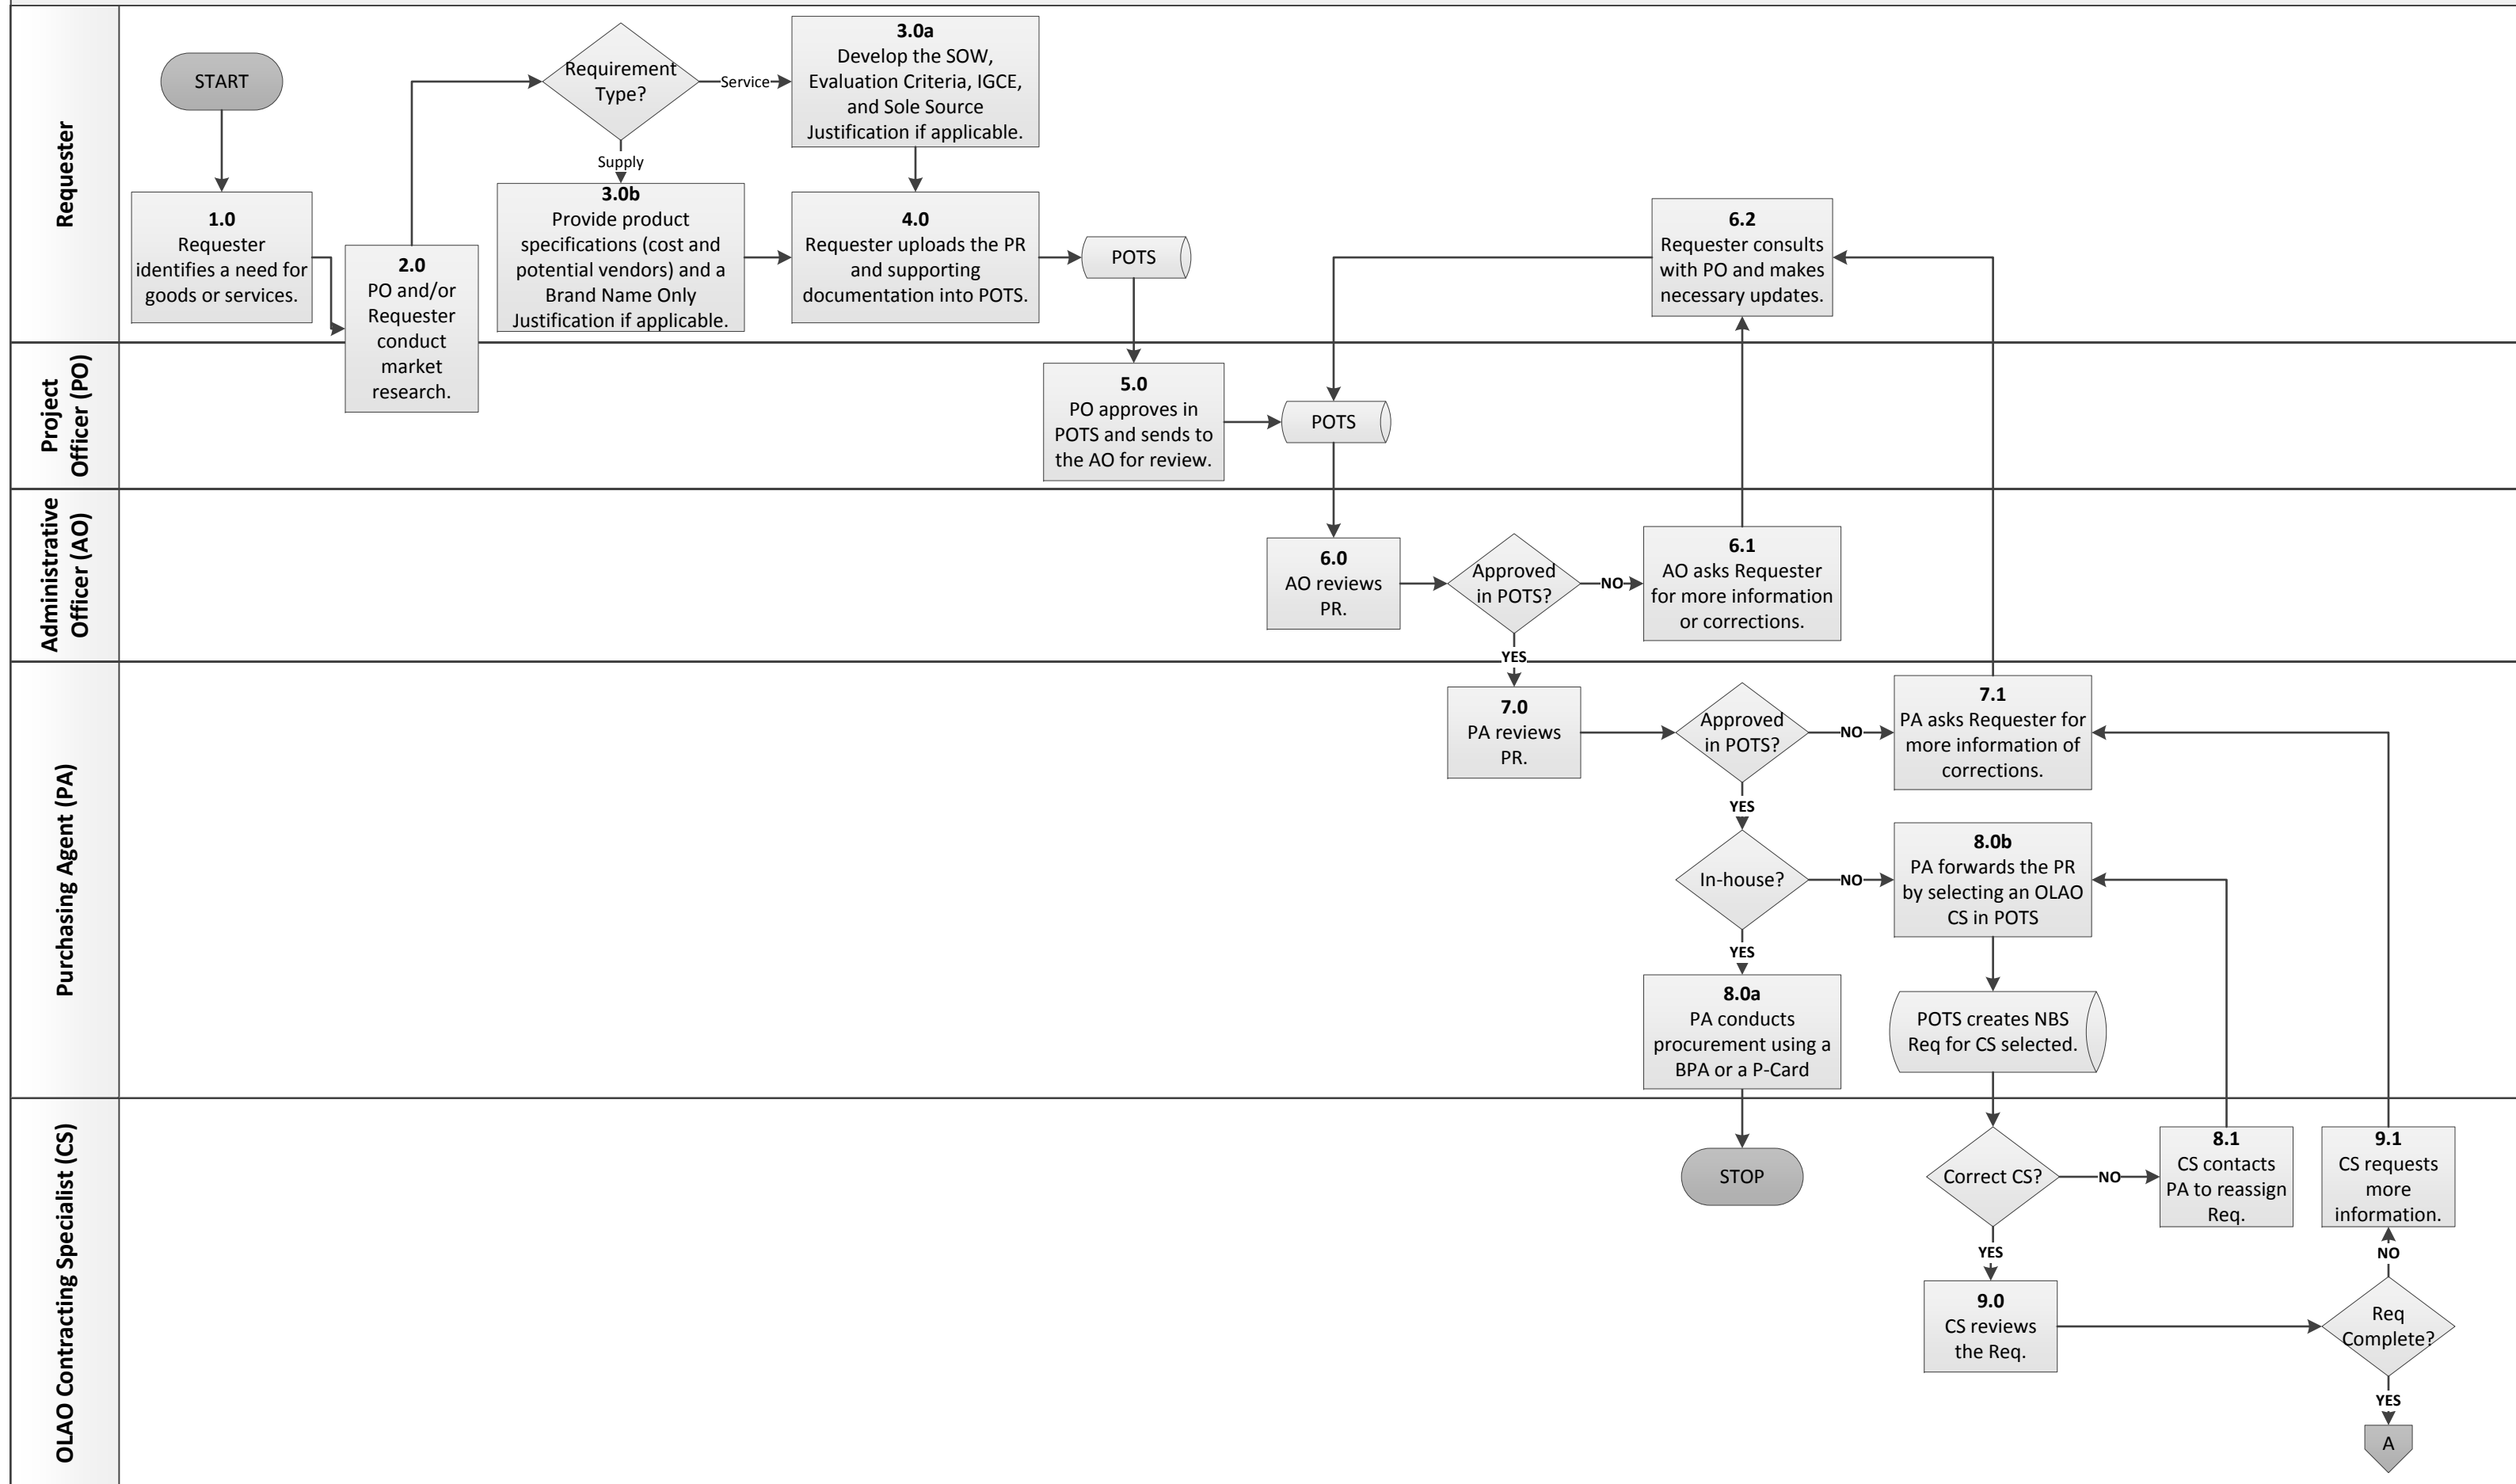 Requester
START
1.0
Requester
identifies a need for
goods or services.
2.0
PO and/or
Requester
conduct
market
research.
Requirement
Type?
Service
Supply
3.0a
Develop the SOW,
Evaluation Criteria, IGCE,
and Sole Source
Justification if applicable.
3.0b
Provide product
specifications (cost and
potential vendors) and a
Brand Name Only
Justification if applicable.
4.0
Requester uploads the PR
and supporting
documentation into POTS.
POTS
6.2
Requester consults
with PO and makes
necessary updates.
Project
Officer (PO)
5.0
PO approves in
POTS and sends to
the AO for review.
POTS
Administrative
Officer (AO)
6.0
AO reviews
PR.
Approved
in POTS?
NO
YES
6.1
AO asks Requester
for more information
or corrections.
Purchasing Agent (PA)
7.0
PA reviews
PR.
Approved
in POTS?
NO
YES
7.1
PA asks Requester for
more information of
corrections.
In-house?
NO
YES
8.0b
PA forwards the PR
by selecting an OLAO
CS in POTS
8.0a
PA conducts
procurement using a
BPA or a P-Card
POTS creates NBS
Req for CS selected.
OLAO Contracting Specialist (CS)
STOP
Correct CS?
NO
YES
8.1
CS contacts
PA to reassign
Req.
9.1
CS requests
more
information.
NO
9.0
CS reviews
the Req.
Req
Complete?
YES
A